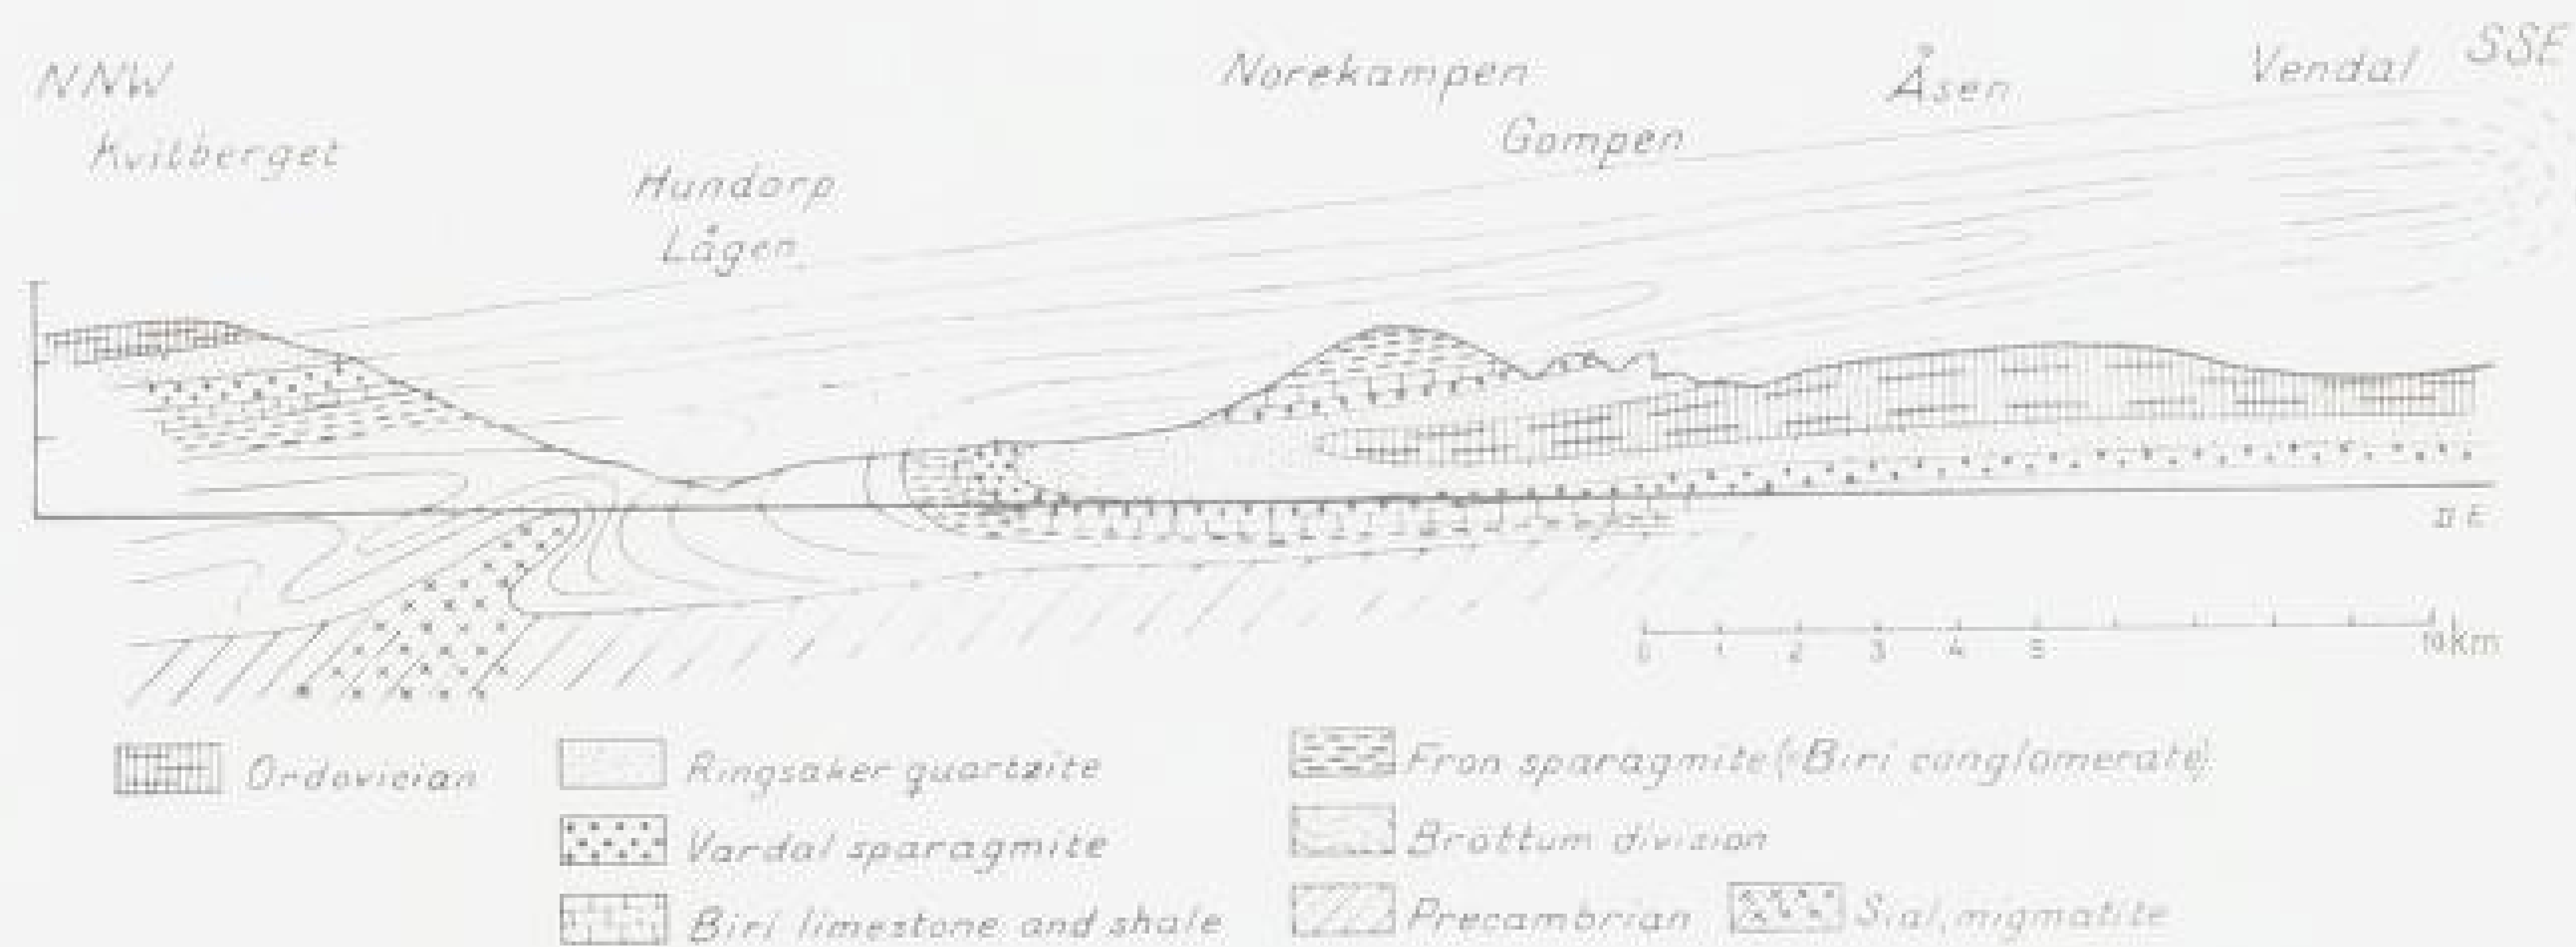 NNW
Kvitberget
Hundorp
Lågen
Norekampen
Gompen
Åsen
Vendal
SSE
0 1 2 3 4 5 10 Km
Ordovician
Ringsaker quartzite
Vardal sparagmite
Biri limestone and shale
Fron sparagmite (=Biri conglomerate)
Brøttum division
Precambrian
Sial, migmatite